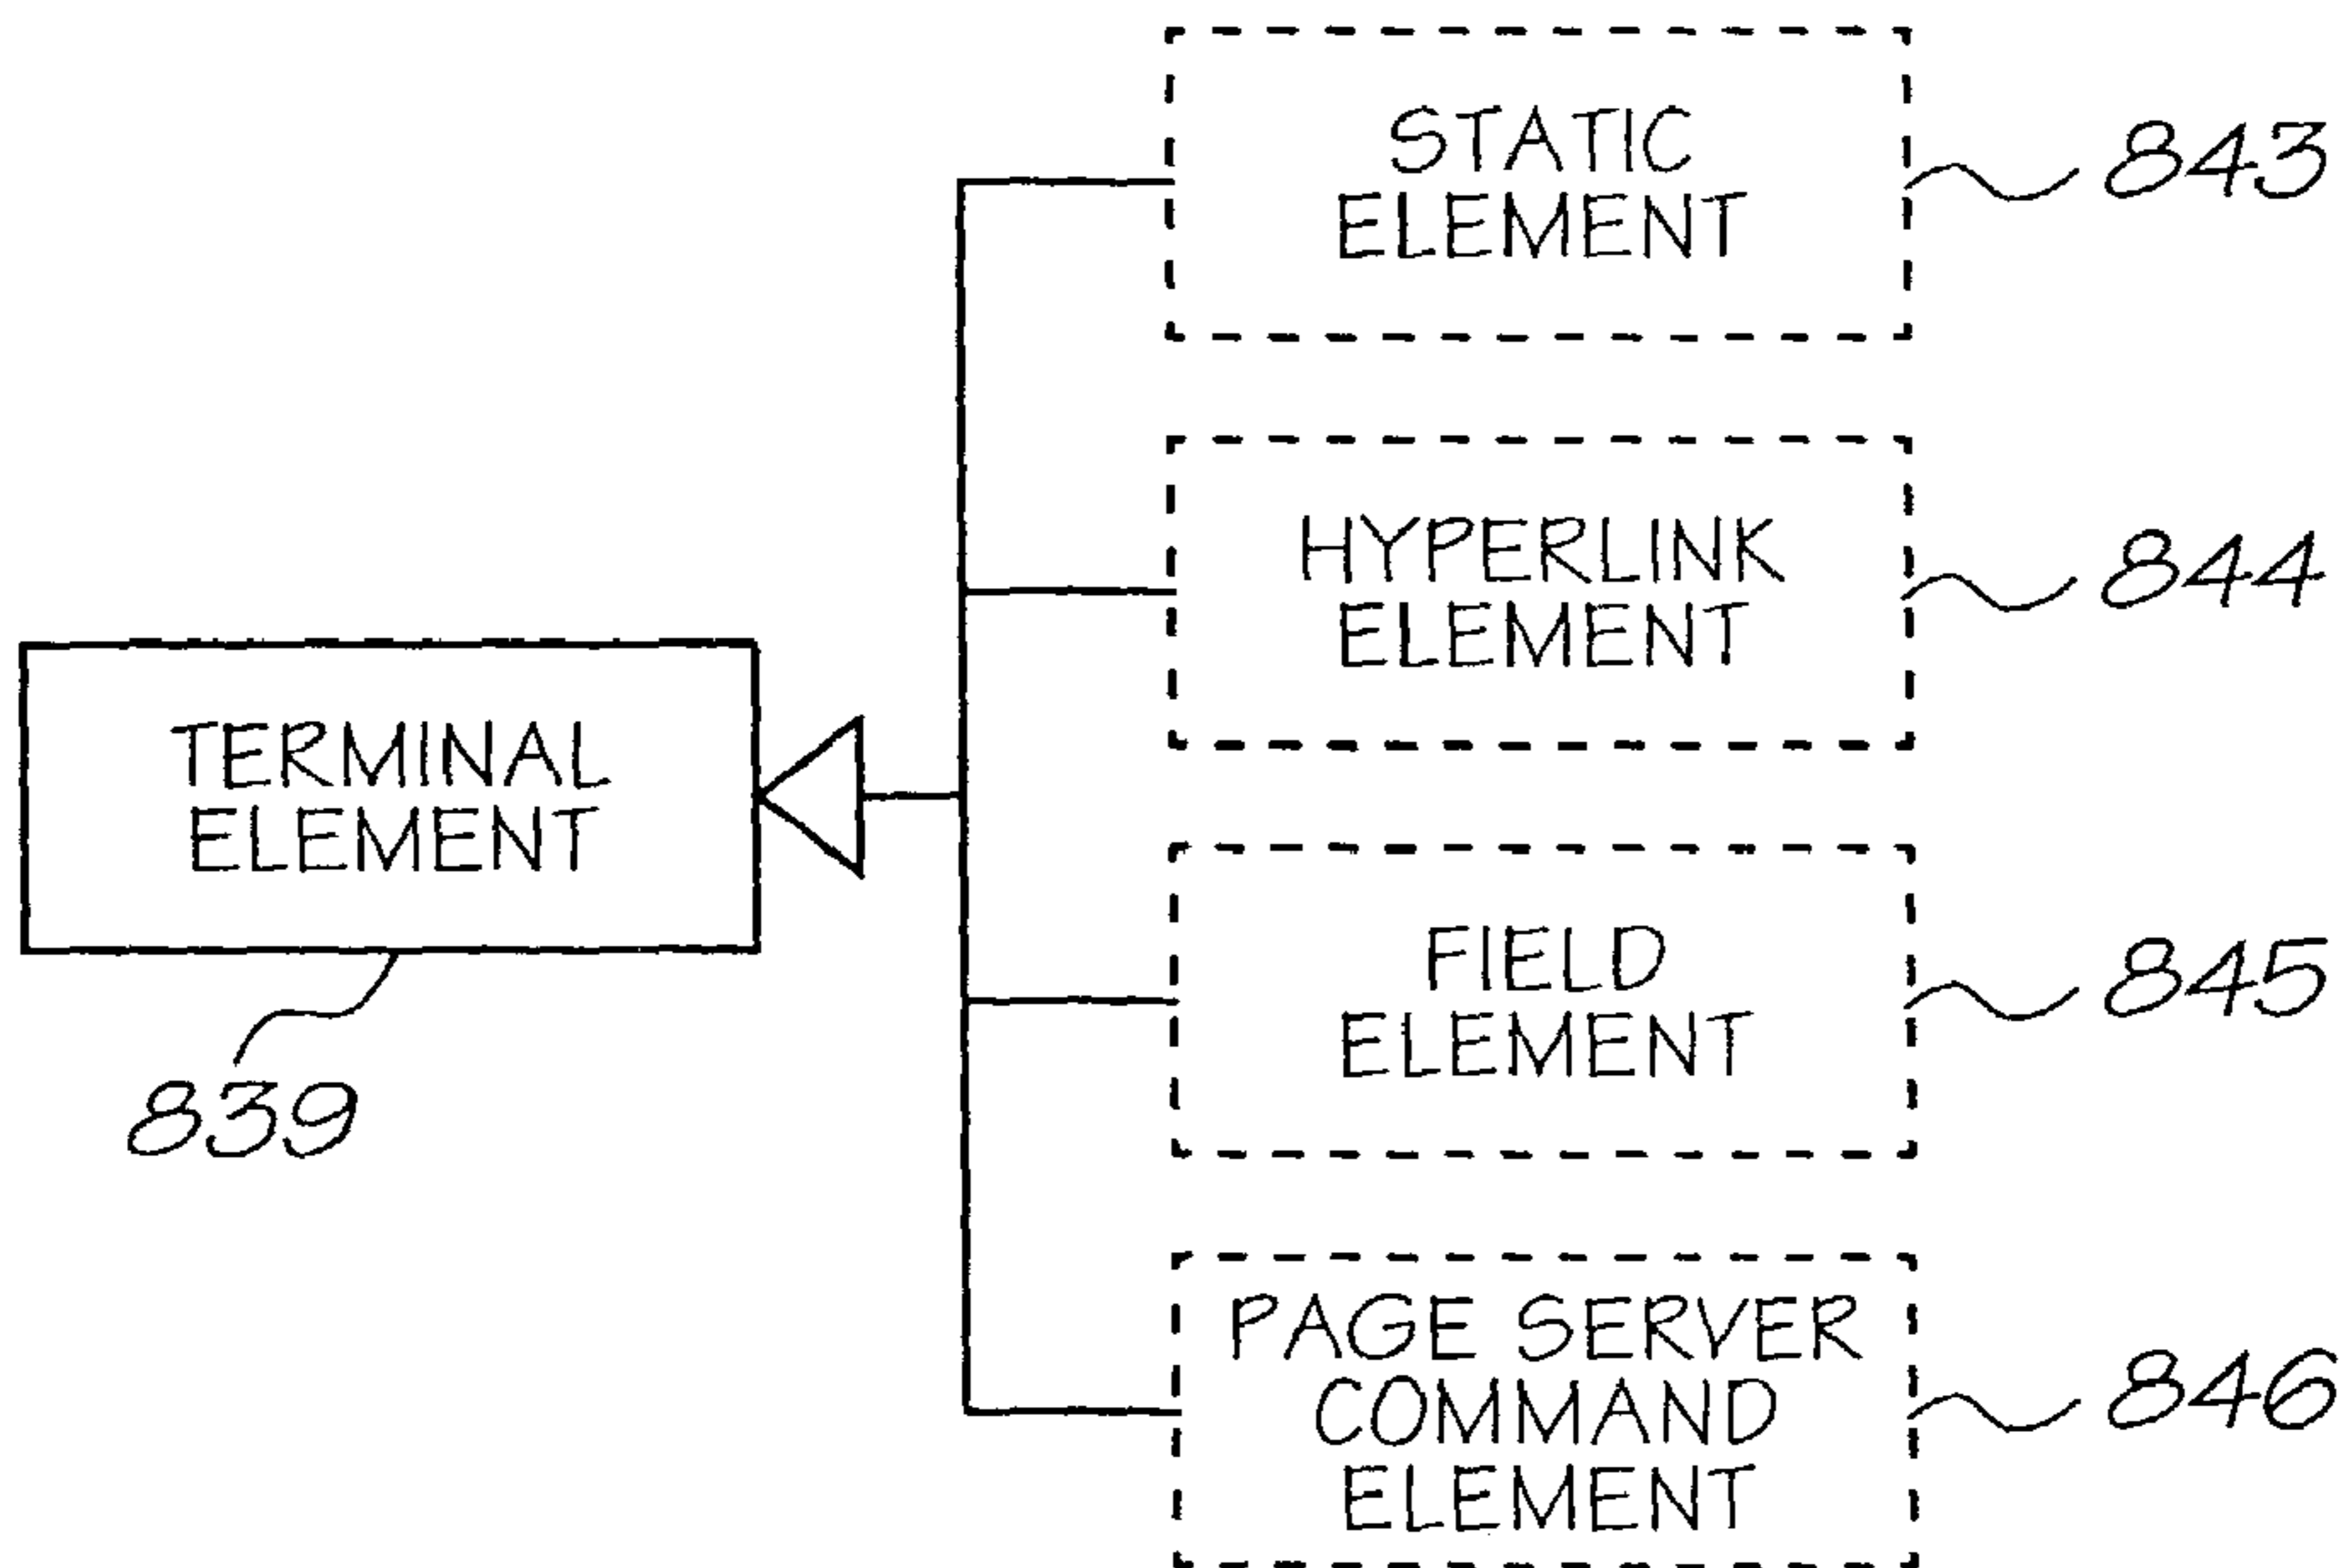 STATIC
ELEMENT
843
HYPERLINK
ELEMENT
844
TERMINAL
ELEMENT
839
FIELD
ELEMENT
845
PAGE SERVER
COMMAND
ELEMENT
846